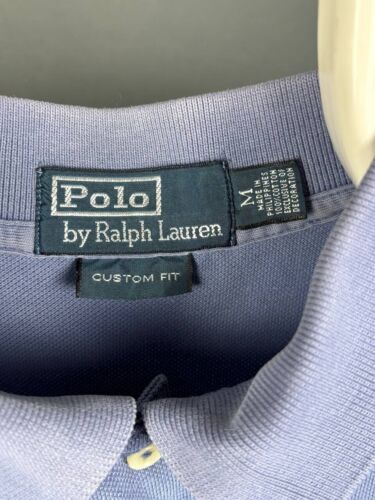 Polo
by Ralph Lauren
CUSTOM FIT
M
MADE IN
PHILIPPINES
100% COTTON
EXCLUSIVE OF
DECORATION